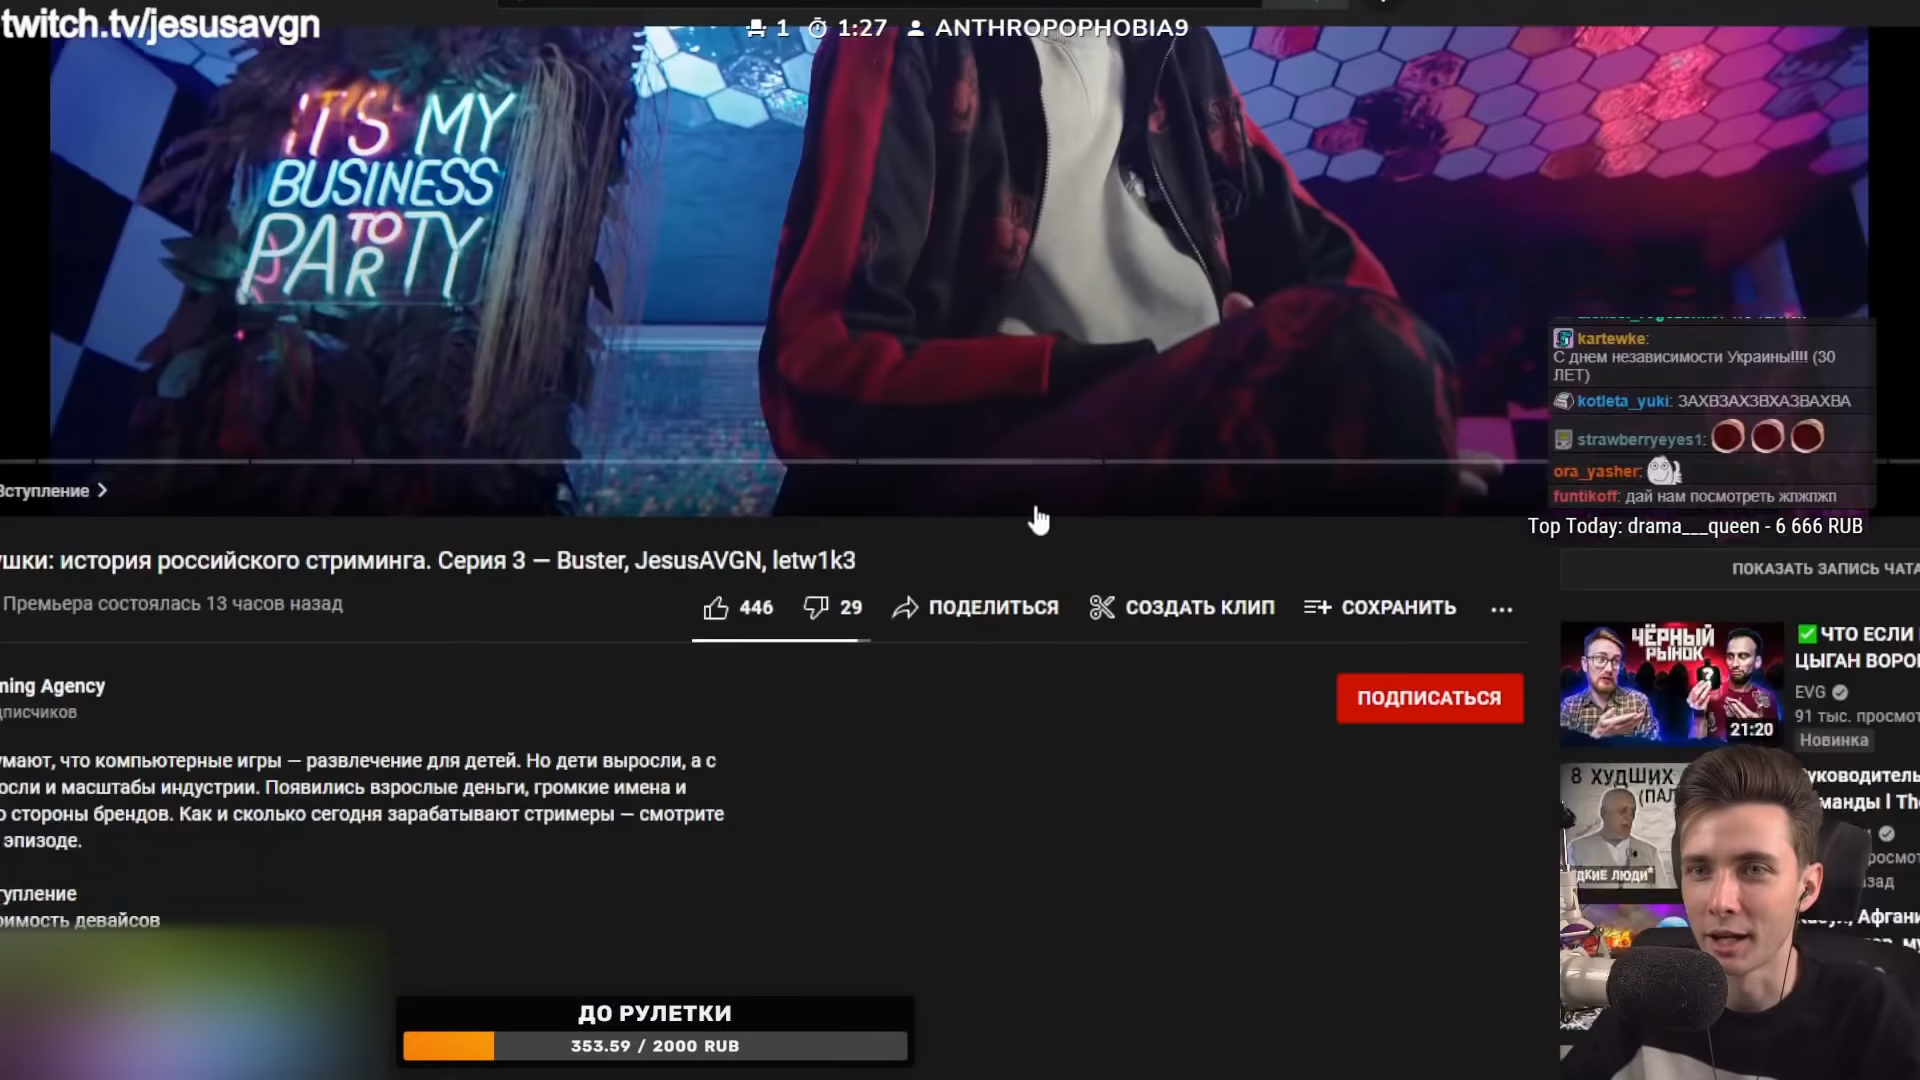 twitch.tv/jesusavgn
1 1:27 ANTHROPOPHOBIA9
IT'S MY
BUSINESS
TO
PARTY
kartewke:
С днем независимости Украины!!!! (30
ЛЕТ)
kotleta_yuki: ЗАХВЗАХЗВХАЗВАХВА
strawberryeyes1:
ora_yasher:
funtikoff: дай нам посмотреть жпжпжп
Top Today: drama___queen - 6 666 RUB
Вступление
ушки: история российского стриминга. Серия 3 — Buster, JesusAVGN, letw1k3
Премьера состоялась 13 часов назад
446 29 ПОДЕЛИТЬСЯ СОЗДАТЬ КЛИП СОХРАНИТЬ ...
ПОКАЗАТЬ ЗАПИСЬ ЧАТА
ming Agency
дписчиков
ПОДПИСАТЬСЯ
умают, что компьютерные игры — развлечение для детей. Но дети выросли, а с
осли и масштабы индустрии. Появились взрослые деньги, громкие имена и
о стороны брендов. Как и сколько сегодня зарабатывают стримеры — смотрите
эпизоде.
тупление
оимость девайсов
ЧЁРНЫЙ
РЫНОК
21:20
ЧТО ЕСЛИ
ЦЫГАН ВОРО
EVG
91 тыс. просмот
Новинка
8 ХУДШИХ
(ПАЛ
ДКИЕ ЛЮДИ*
уководитель
манды I The
росмот
азад
Афгани
ДО РУЛЕТКИ
353.59 / 2000 RUB